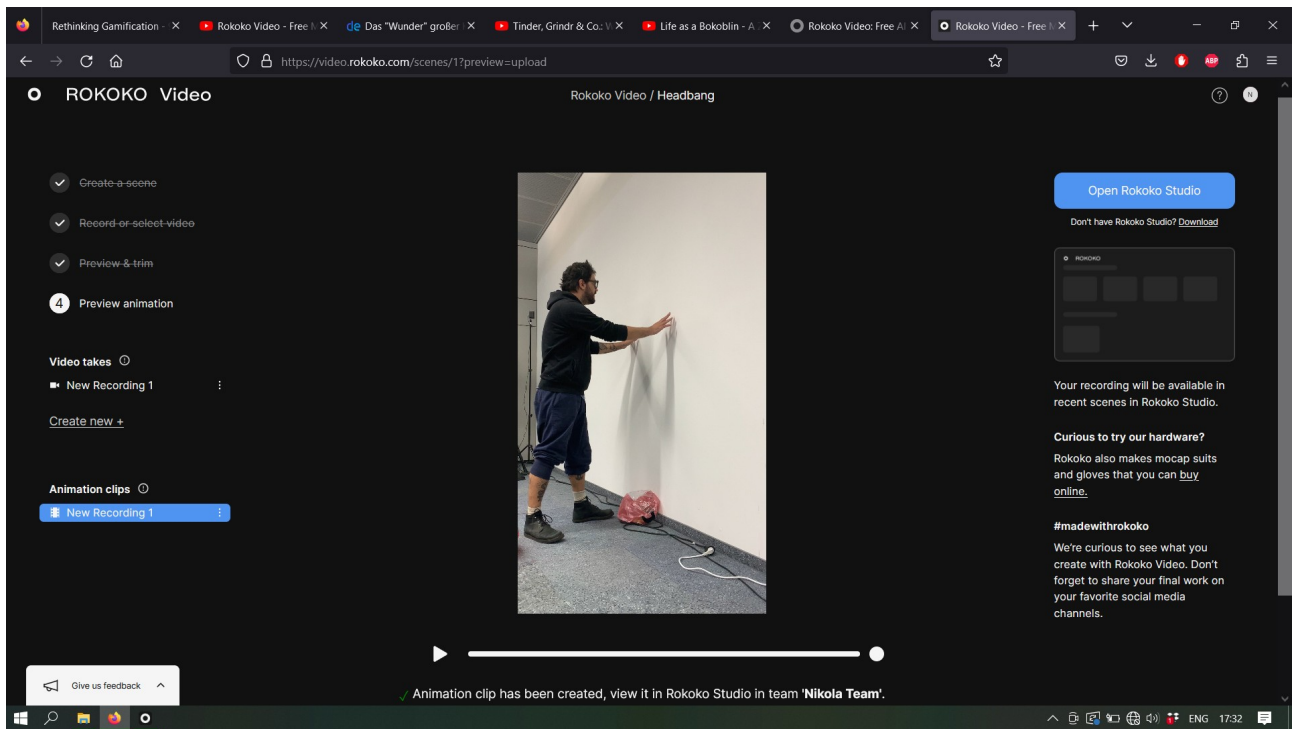 Rethinking Gamification -
Rokoko Video - Free
de Das "Wunder" großer
Tinder, Grindr & Co.:
Life as a Bokoblin - A
Rokoko Video: Free AI
Rokoko Video - Free
https://video.rokoko.com/scenes/1?preview=upload
ABP
ROKOKO Video
Rokoko Video / Headbang
?
N
Create a scene
Record or select video
Preview & trim
4 Preview animation
Video takes
New Recording 1
Create new +
Animation clips
New Recording 1
Open Rokoko Studio
Don't have Rokoko Studio? Download
ROKOKO
Your recording will be available in
recent scenes in Rokoko Studio.
Curious to try our hardware?
Rokoko also makes mocap suits
and gloves that you can buy
online.
#madewithrokoko
We're curious to see what you
create with Rokoko Video. Don't
forget to share your final work on
your favorite social media
channels.
Give us feedback
Animation clip has been created, view it in Rokoko Studio in team 'Nikola Team'.
ENG 17:32